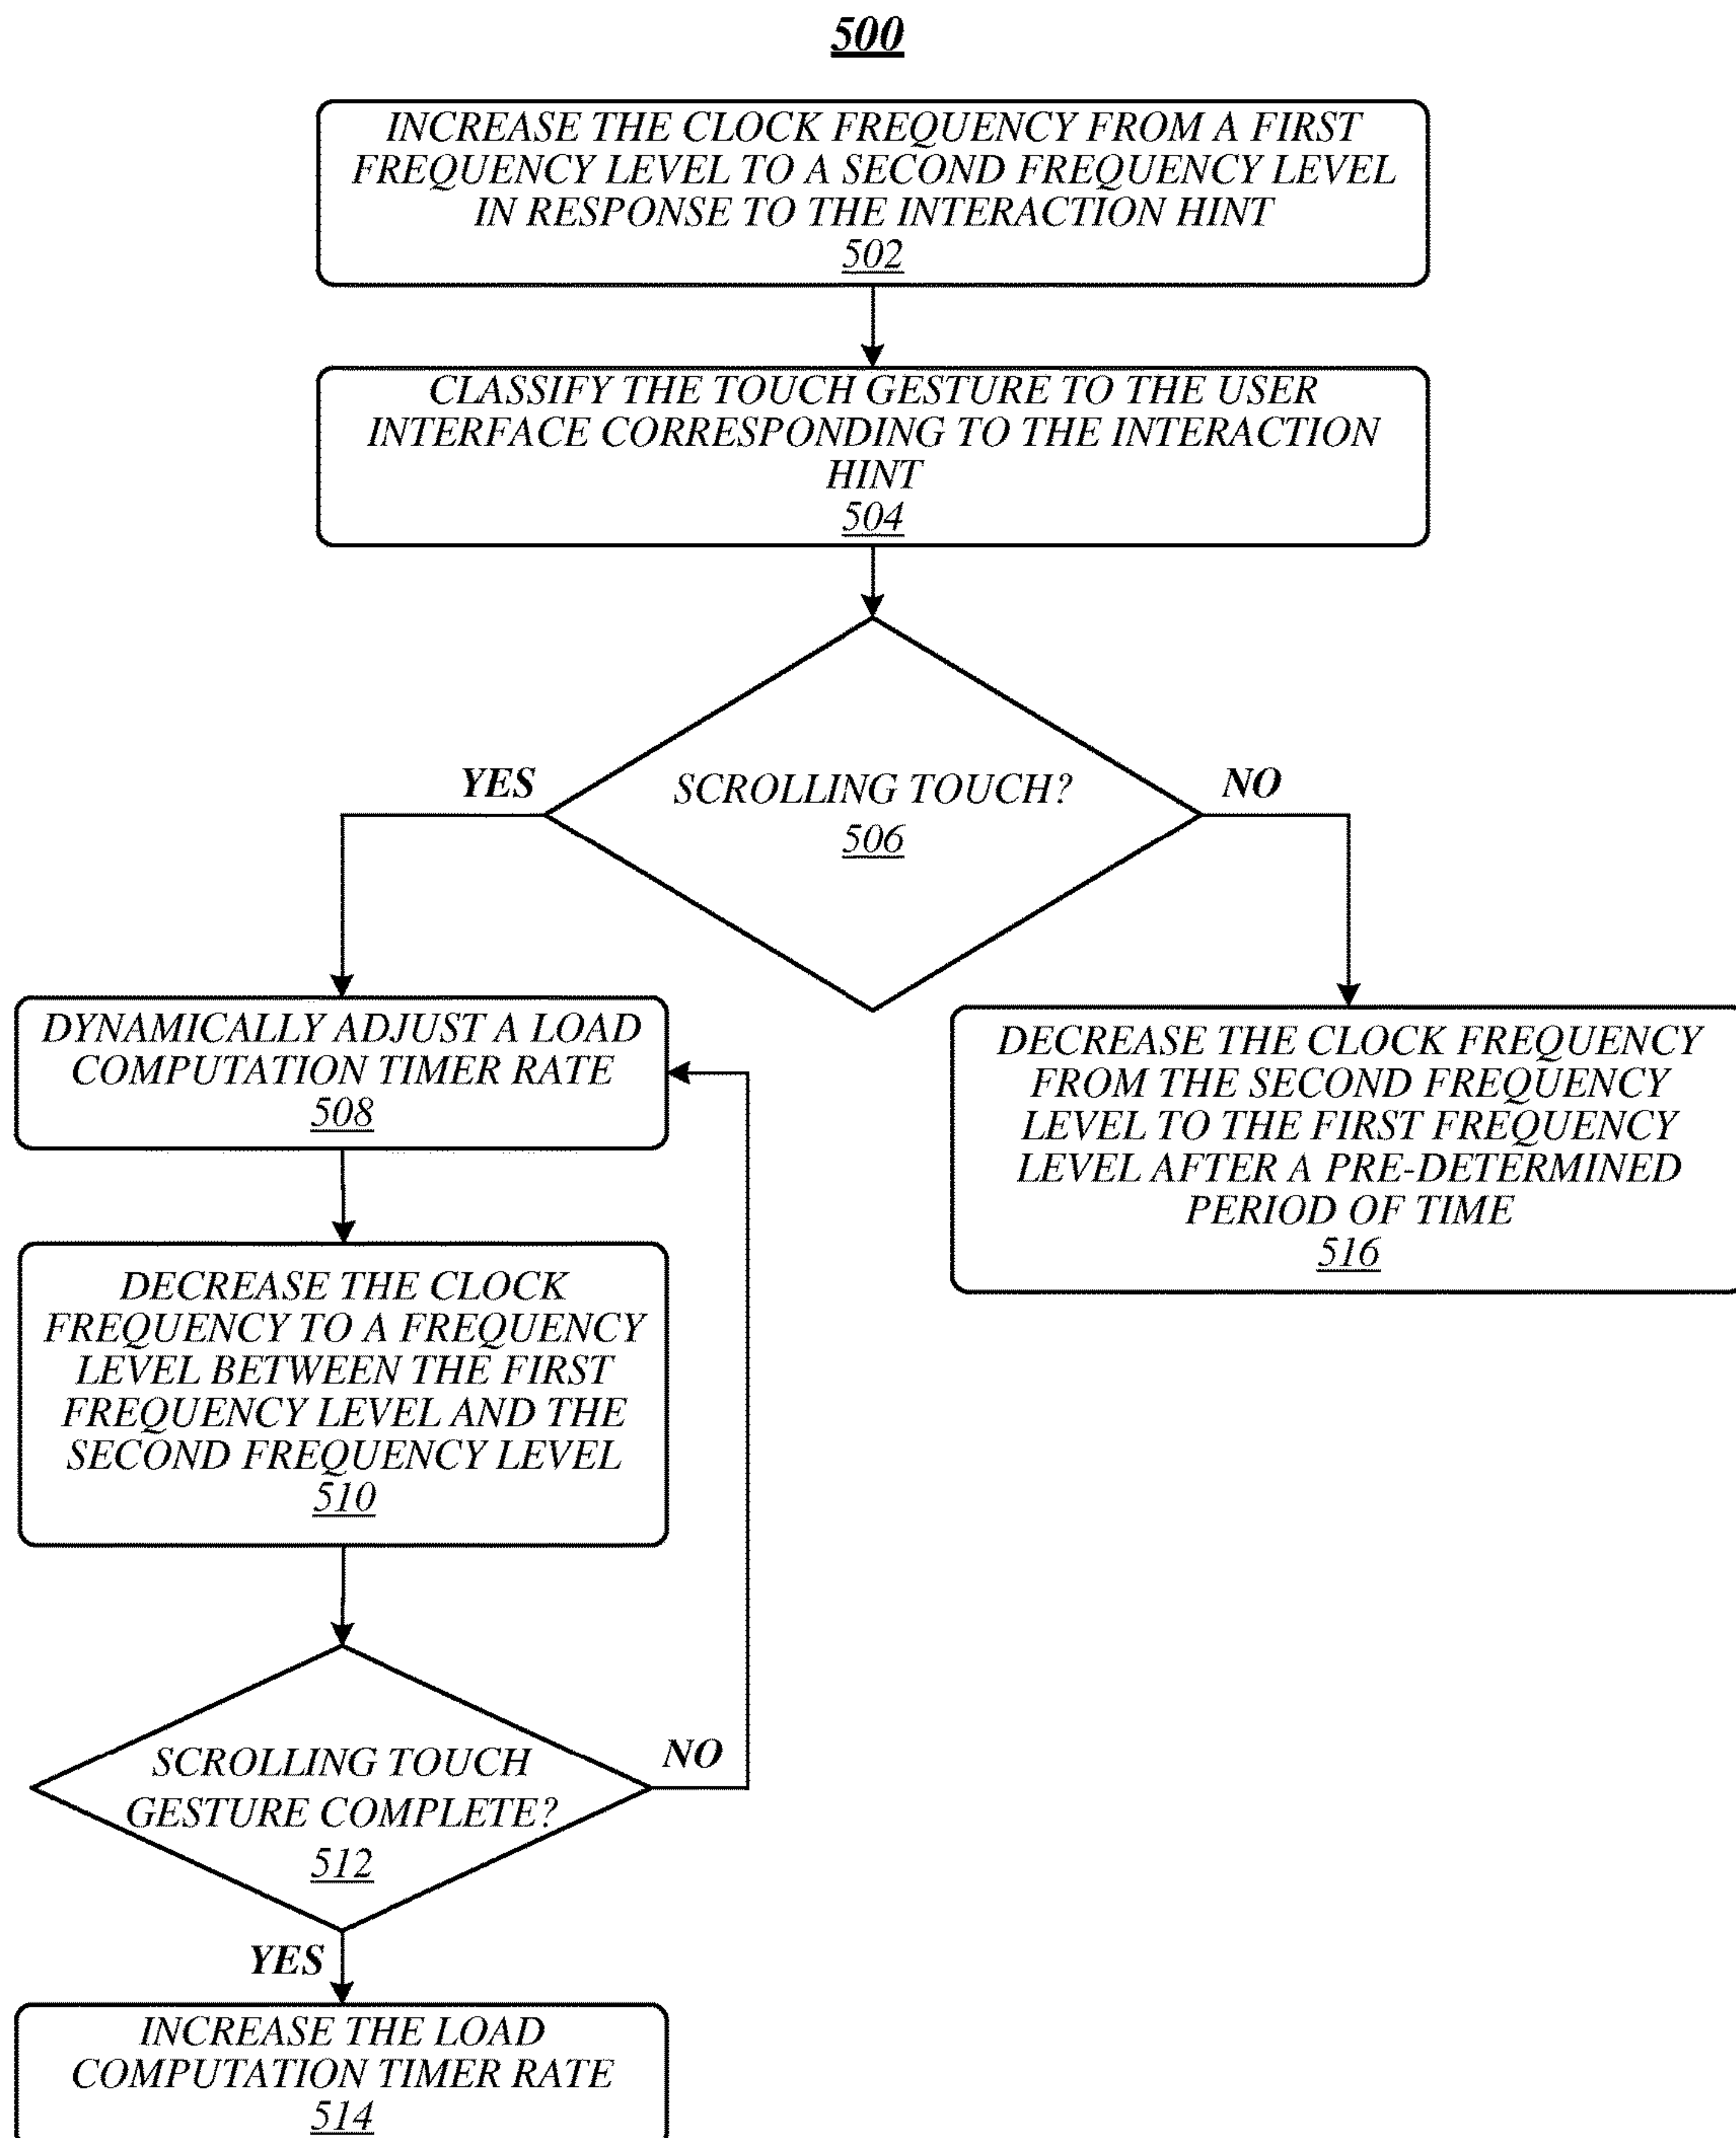 500
INCREASE THE CLOCK FREQUENCY FROM A FIRST
FREQUENCY LEVEL TO A SECOND FREQUENCY LEVEL
IN RESPONSE TO THE INTERACTION HINT
502
CLASSIFY THE TOUCH GESTURE TO THE USER
INTERFACE CORRESPONDING TO THE INTERACTION
HINT
504
SCROLLING TOUCH?
506
YES
NO
DYNAMICALLY ADJUST A LOAD
COMPUTATION TIMER RATE
508
DECREASE THE CLOCK FREQUENCY
FROM THE SECOND FREQUENCY
LEVEL TO THE FIRST FREQUENCY
LEVEL AFTER A PRE-DETERMINED
PERIOD OF TIME
516
DECREASE THE CLOCK
FREQUENCY TO A FREQUENCY
LEVEL BETWEEN THE FIRST
FREQUENCY LEVEL AND THE
SECOND FREQUENCY LEVEL
510
SCROLLING TOUCH
GESTURE COMPLETE?
512
NO
YES
INCREASE THE LOAD
COMPUTATION TIMER RATE
514